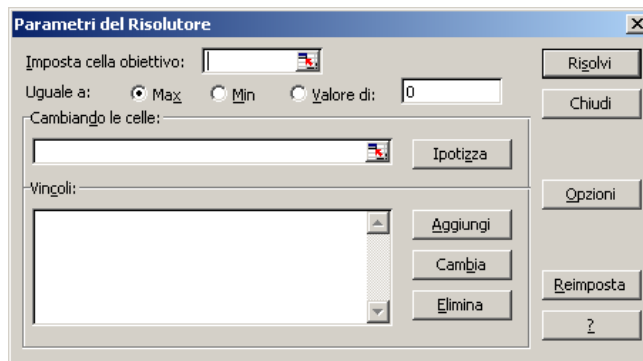 Parametri del Risolutore
Imposta cella obiettivo:
Risolvi
Uguale a: Max Min Valore di: 0
Chiudi
Cambiando le celle:
Ipotizza
Vincoli:
Opzioni
Aggiungi
Cambia
Reimposta
Elimina
?